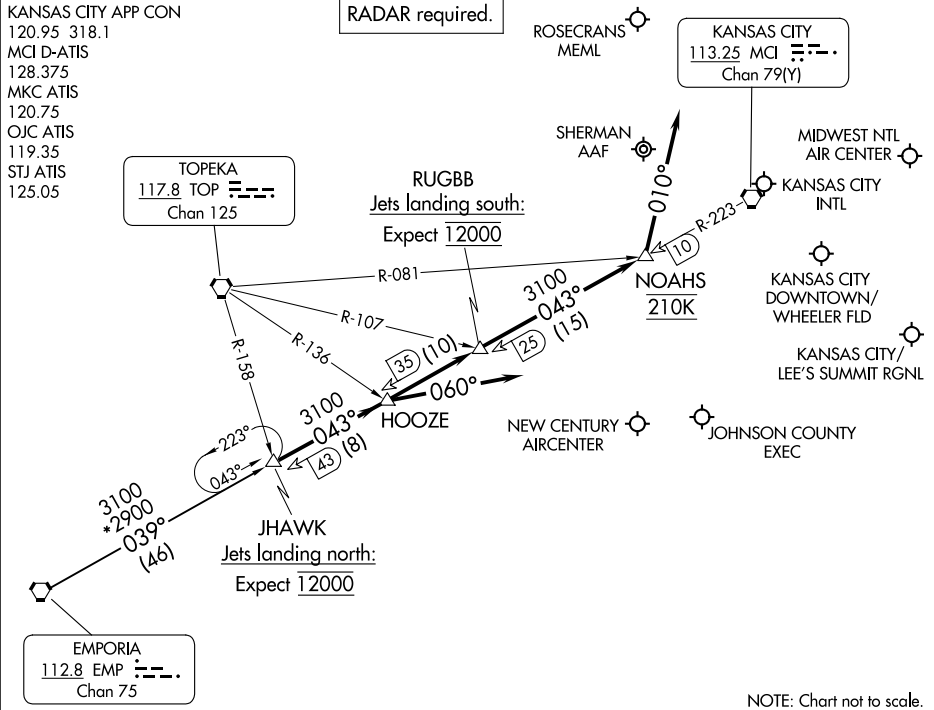 KANSAS CITY APP CON
120.95 318.1
MCI D-ATIS
128.375
MKC ATIS
120.75
OJC ATIS
119.35
STJ ATIS
125.05
RADAR required.
ROSECRANS
MEML
KANSAS CITY
113.25 MCI
Chan 79(Y)
SHERMAN
AAF
MIDWEST NTL
AIR CENTER
KANSAS CITY
INTL
TOPEKA
117.8 TOP
Chan 125
RUGBB
Jets landing south:
Expect 12000
010°
R-223
10
R-081
NOAHS
210K
KANSAS CITY
DOWNTOWN/
WHEELER FLD
R-107
3100
043°
(15)
25
R-136
R-158
35
(10)
KANSAS CITY/
LEE'S SUMMIT RGNL
060°
HOOZE
3100
043°
(8)
43
NEW CENTURY
AIRCENTER
JOHNSON COUNTY
EXEC
223°
043°
3100
*2900
039°
(46)
JHAWK
Jets landing north:
Expect 12000
EMPORIA
112.8 EMP
Chan 75
NOTE: Chart not to scale.